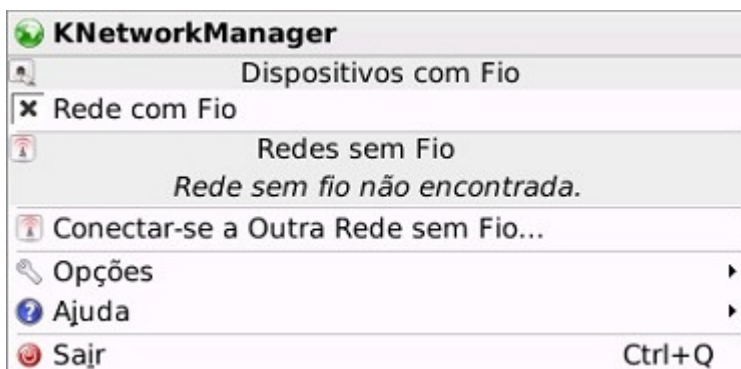 KNetworkManager
Dispositivos com Fio
Rede com Fio
Redes sem Fio
Rede sem fio não encontrada.
Conectar-se a Outra Rede sem Fio...
Opções
Ajuda
Sair Ctrl+Q